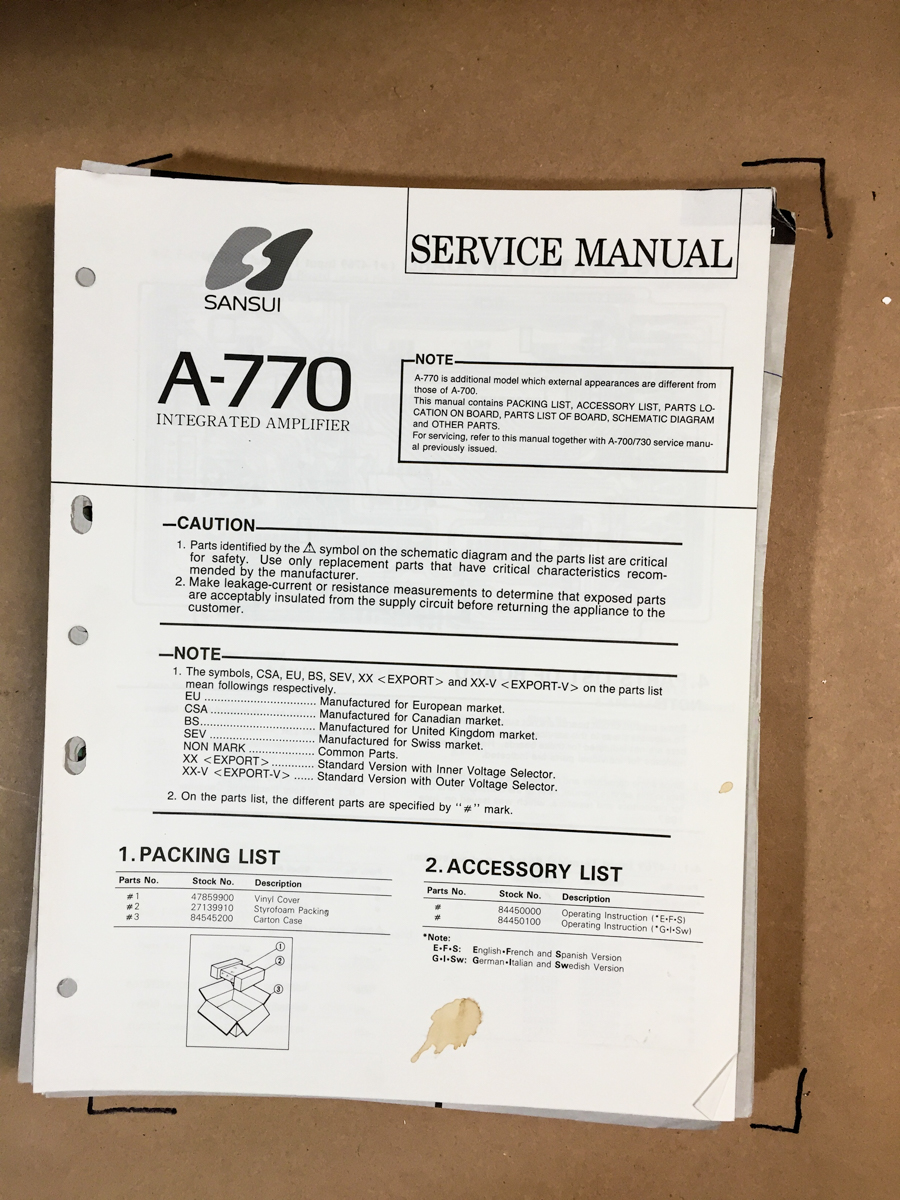 SERVICE MANUAL
SANSUI
A-770
INTEGRATED AMPLIFIER
NOTE
A-770 is additional model which external appearances are different from
those of A-700.
This manual contains PACKING LIST, ACCESSORY LIST, PARTS LO-
CATION ON BOARD, PARTS LIST OF BOARD, SCHEMATIC DIAGRAM
and OTHER PARTS.
For servicing, refer to this manual together with A-700/730 service manu-
al previously issued.
CAUTION
1. Parts identified by the ⚠ symbol on the schematic diagram and the parts list are critical
for safety. Use only replacement parts that have critical characteristics recom-
mended by the manufacturer.
2. Make leakage-current or resistance measurements to determine that exposed parts
are acceptably insulated from the supply circuit before returning the appliance to the
customer.
NOTE
1. The symbols, CSA, EU, BS, SEV, XX <EXPORT> and XX-V <EXPORT-V> on the parts list
mean followings respectively.
EU ................................. Manufactured for European market.
CSA ............................... Manufactured for Canadian market.
BS.................................. Manufactured for United Kingdom market.
SEV ............................... Manufactured for Swiss market.
NON MARK ................... Common Parts.
XX <EXPORT> ............. Standard Version with Inner Voltage Selector.
XX-V <EXPORT-V> ...... Standard Version with Outer Voltage Selector.
2. On the parts list, the different parts are specified by "#" mark.
1. PACKING LIST
Parts No. Stock No. Description
#1 47859900 Vinyl Cover
#2 27139910 Styrofoam Packing
#3 84545200 Carton Case
①
②
③
2. ACCESSORY LIST
Parts No. Stock No. Description
# 84450000 Operating Instruction (*E•F•S)
# 84450100 Operating Instruction (*G•I•Sw)
*Note:
E•F•S: English•French and Spanish Version
G•I•Sw: German•Italian and Swedish Version